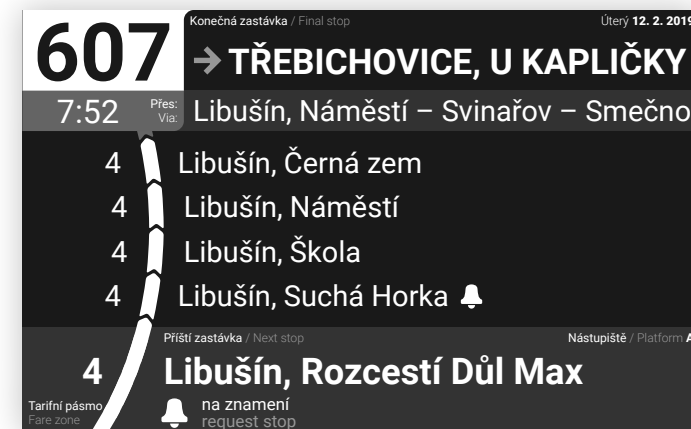 607
Konečná zastávka / Final stop
Úterý 12. 2. 2019
→ TŘEBICHOVICE, U KAPLIČKY
7:52
Přes:
Via:
Libušín, Náměstí – Svinařov – Smečno
4 Libušín, Černá zem
4 Libušín, Náměstí
4 Libušín, Škola
4 Libušín, Suchá Horka
Příští zastávka / Next stop
Nástupiště / Platform A
4 Libušín, Rozcestí Důl Max
Tarifní pásmo
Fare zone
na znamení
request stop